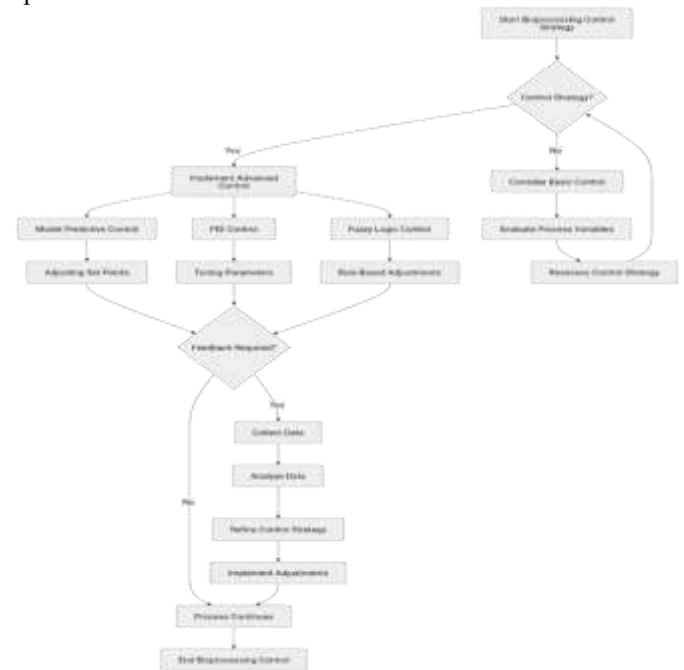 Start Bioprocessing Control
Strategy
Control Strategy?
Yes
No
Implement Advanced
Control
Consider Basic Control
Model Predictive Control
PID Control
Fuzzy Logic Control
Evaluate Process Variables
Adjusting Set Points
Tuning Parameters
Rule-Based Adjustments
Reassess Control Strategy
Feedback Required?
Yes
Collect Data
Analyze Data
No
Refine Control Strategy
Implement Adjustments
Process Continues
End Bioprocessing Control